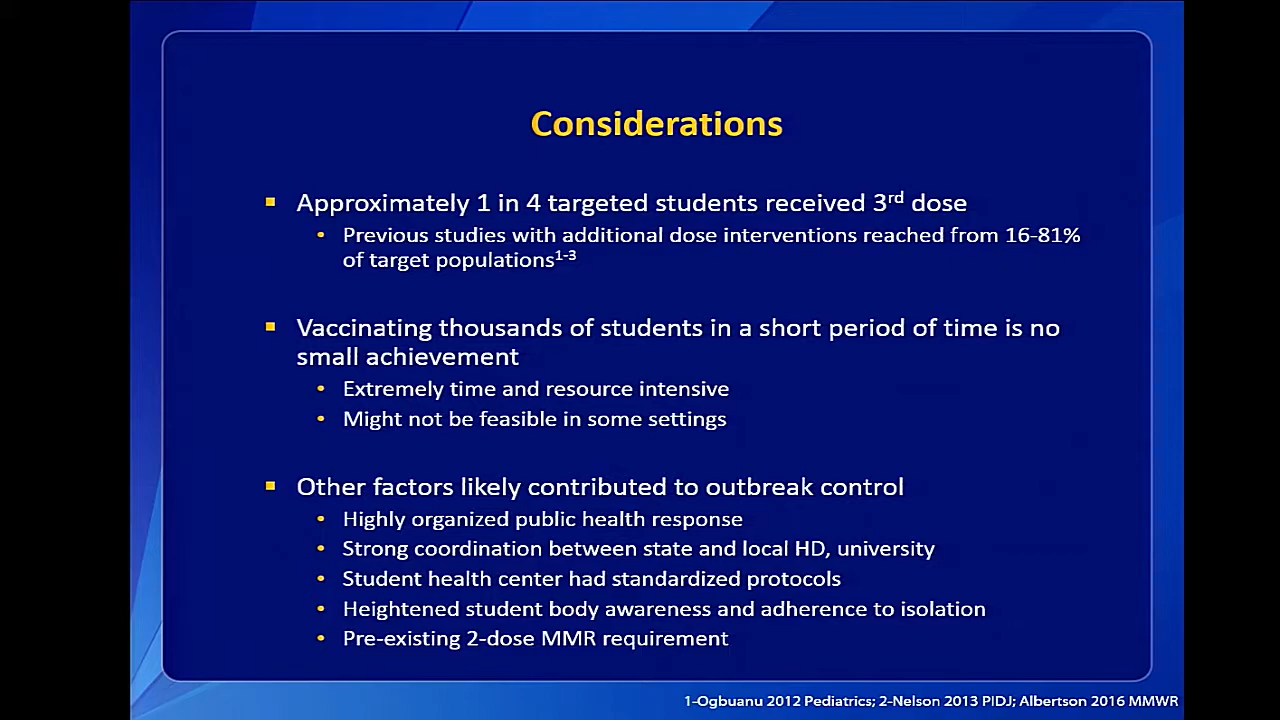 Considerations
▪ Approximately 1 in 4 targeted students received 3rd dose
• Previous studies with additional dose interventions reached from 16-81%
of target populations1-3
▪ Vaccinating thousands of students in a short period of time is no
small achievement
• Extremely time and resource intensive
• Might not be feasible in some settings
▪ Other factors likely contributed to outbreak control
• Highly organized public health response
• Strong coordination between state and local HD, university
• Student health center had standardized protocols
• Heightened student body awareness and adherence to isolation
• Pre-existing 2-dose MMR requirement
1-Ogbuanu 2012 Pediatrics; 2-Nelson 2013 PIDJ; Albertson 2016 MMWR